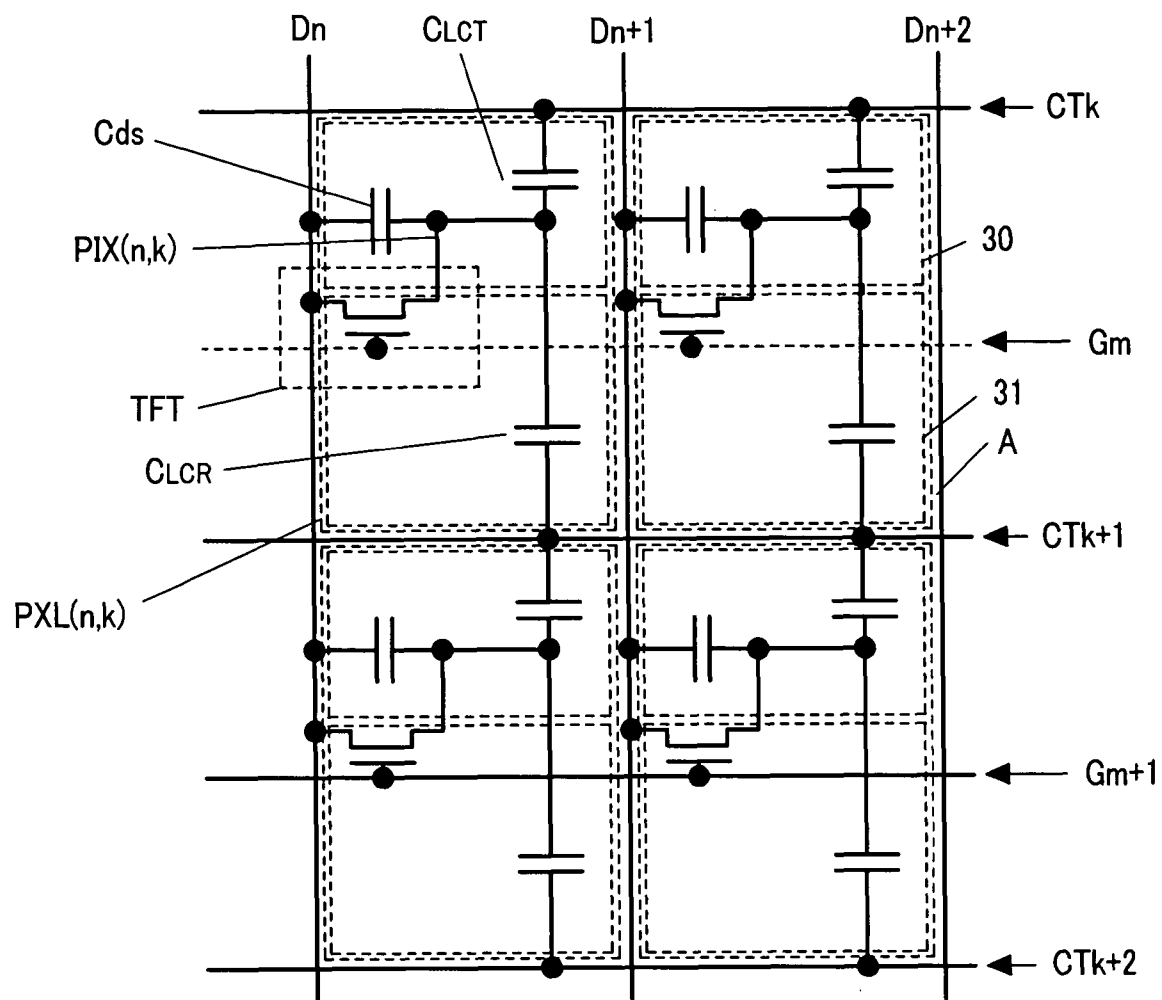 Dn
CLCT
Dn+1
Dn+2
CTk
Cds
PIX(n,k)
30
Gm
TFT
31
A
CLCR
CTk+1
PXL(n,k)
Gm+1
CTk+2